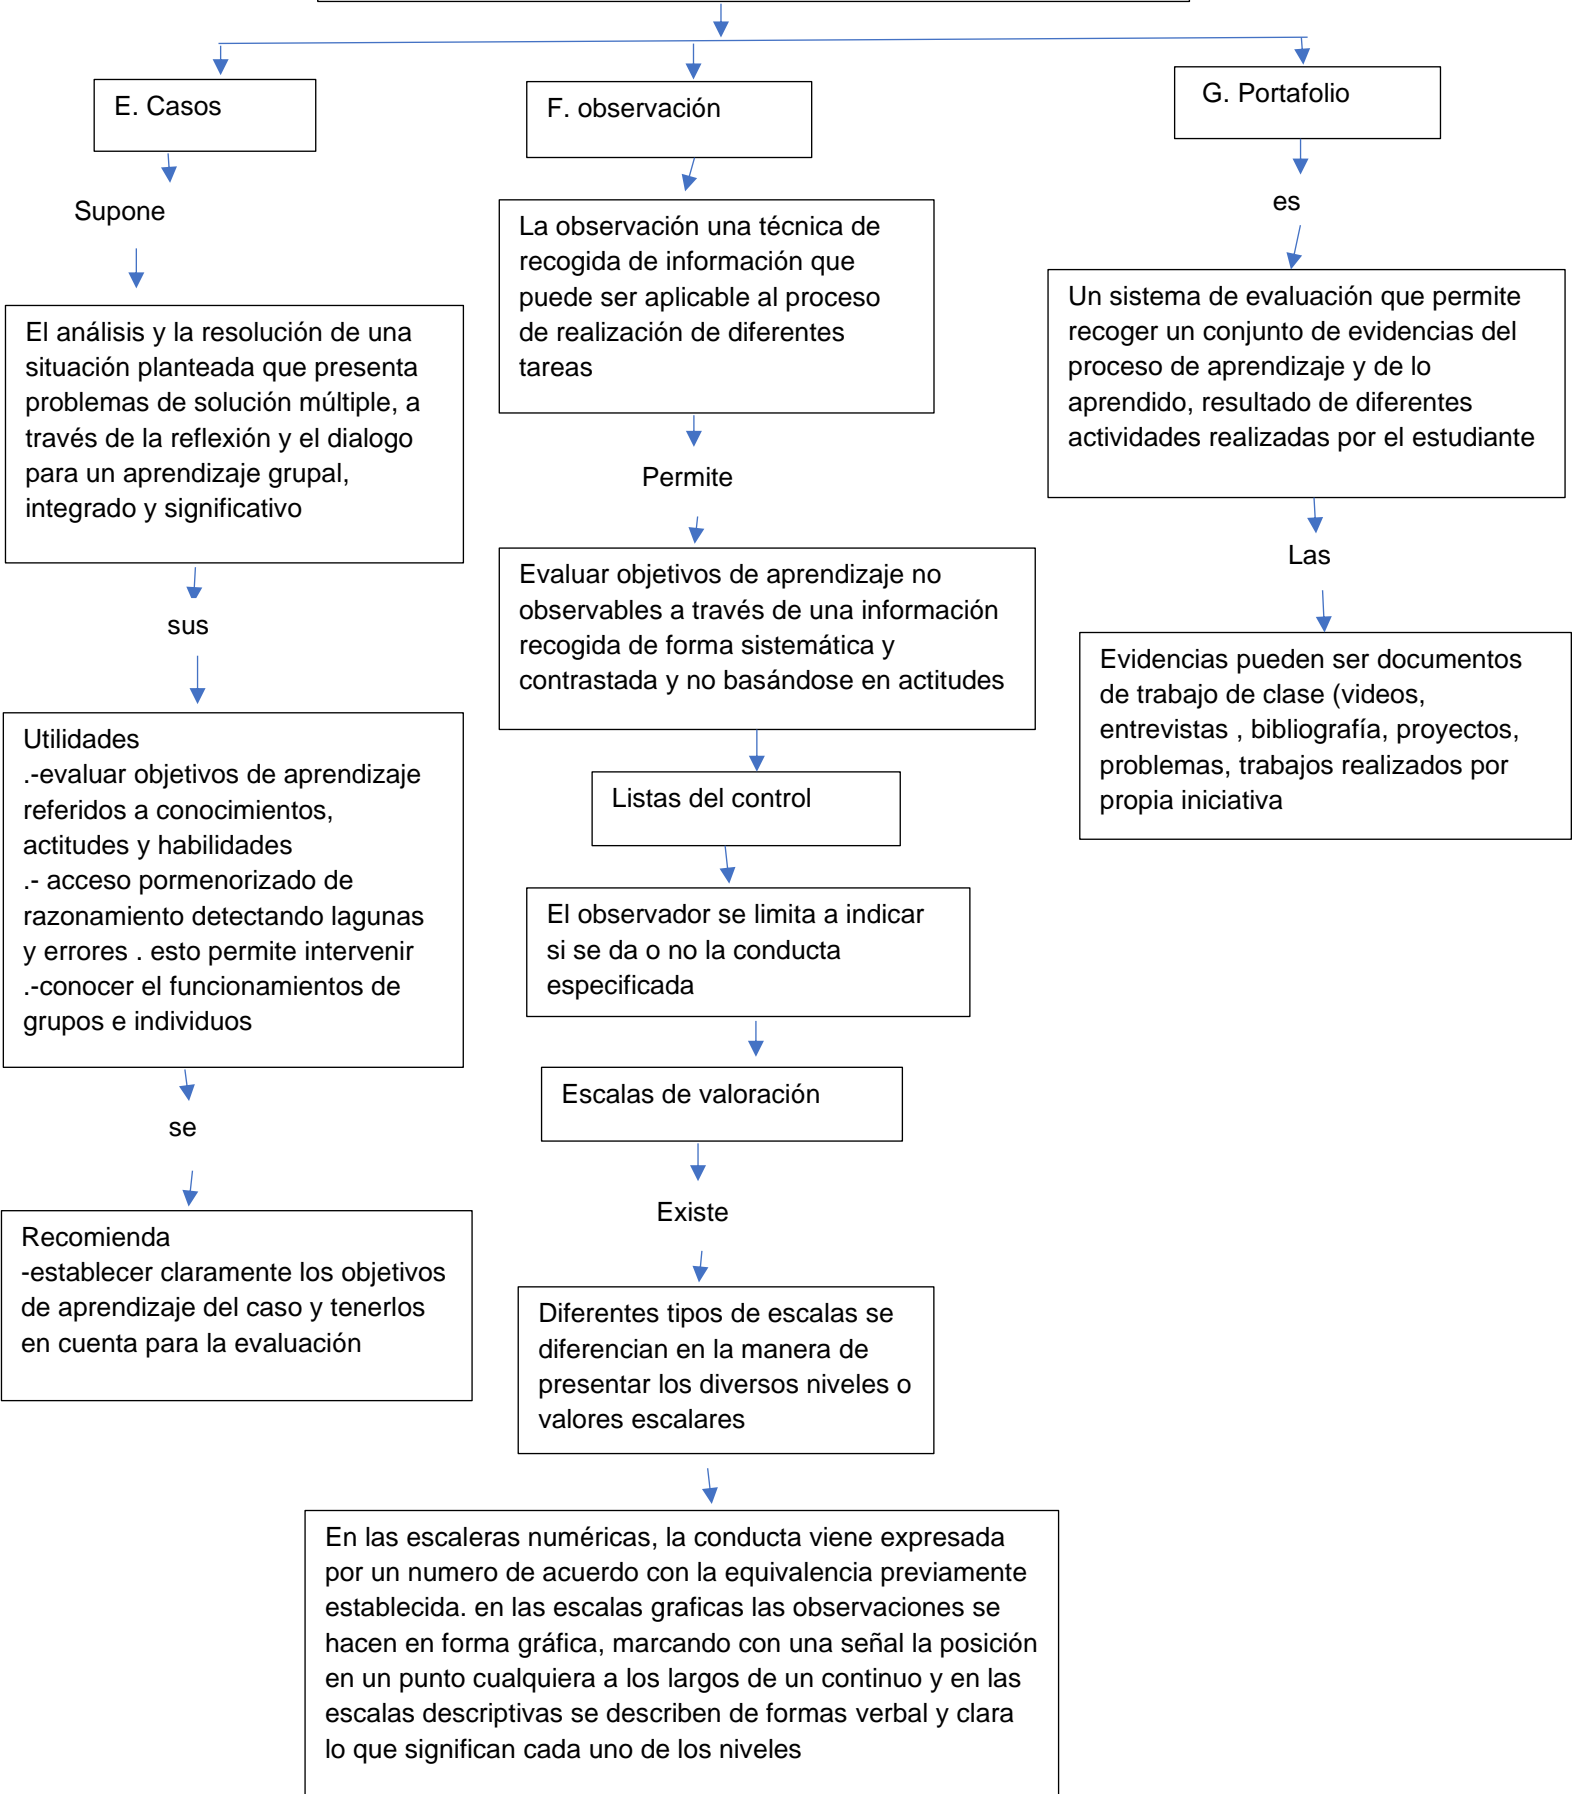 E. Casos
Supone
El análisis y la resolución de una
situación planteada que presenta
problemas de solución múltiple, a
través de la reflexión y el dialogo
para un aprendizaje grupal,
integrado y significativo
sus
Utilidades
.-evaluar objetivos de aprendizaje
referidos a conocimientos,
actitudes y habilidades
.- acceso pormenorizado de
razonamiento detectando lagunas
y errores . esto permite intervenir
.-conocer el funcionamientos de
grupos e individuos
se
Recomienda
-establecer claramente los objetivos
de aprendizaje del caso y tenerlos
en cuenta para la evaluación
F. observación
La observación una técnica de
recogida de información que
puede ser aplicable al proceso
de realización de diferentes
tareas
Permite
Evaluar objetivos de aprendizaje no
observables a través de una información
recogida de forma sistemática y
contrastada y no basándose en actitudes
Listas del control
El observador se limita a indicar
si se da o no la conducta
especificada
Escalas de valoración
Existe
Diferentes tipos de escalas se
diferencian en la manera de
presentar los diversos niveles o
valores escalares
En las escaleras numéricas, la conducta viene expresada
por un numero de acuerdo con la equivalencia previamente
establecida. en las escalas graficas las observaciones se
hacen en forma gráfica, marcando con una señal la posición
en un punto cualquiera a los largos de un continuo y en las
escalas descriptivas se describen de formas verbal y clara
lo que significan cada uno de los niveles
G. Portafolio
es
Un sistema de evaluación que permite
recoger un conjunto de evidencias del
proceso de aprendizaje y de lo
aprendido, resultado de diferentes
actividades realizadas por el estudiante
Las
Evidencias pueden ser documentos
de trabajo de clase (videos,
entrevistas , bibliografía, proyectos,
problemas, trabajos realizados por
propia iniciativa